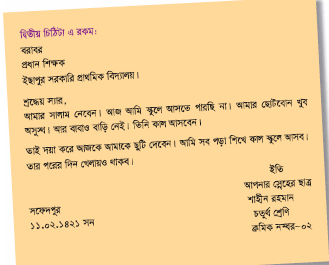 দ্বিতীয় চিঠিটা এ রকম:
বরাবর
প্রধান শিক্ষক
ইছাপুর সরকারি প্রাথমিক বিদ্যালয়।
শ্রদ্ধেয় স্যার,
আমার সালাম নেবেন। আজ আমি স্কুলে আসতে পারছি না। আমার ছোটবোন খুব
অসুস্থ। আর বাবাও বাড়ি নেই। তিনি কাল আসবেন।
তাই দয়া করে আজকে আমাকে ছুটি দেবেন। আমি সব পড়া শিখে কাল স্কুলে আসব।
তার পরের দিন খেলায়ও থাকব।
ইতি
আপনার স্নেহের ছাত্র
শাহীন রহমান
চতুর্থ শ্রেণি
ক্রমিক নম্বর-০২
সফেদপুর
১১.০২.১৪২১ সন